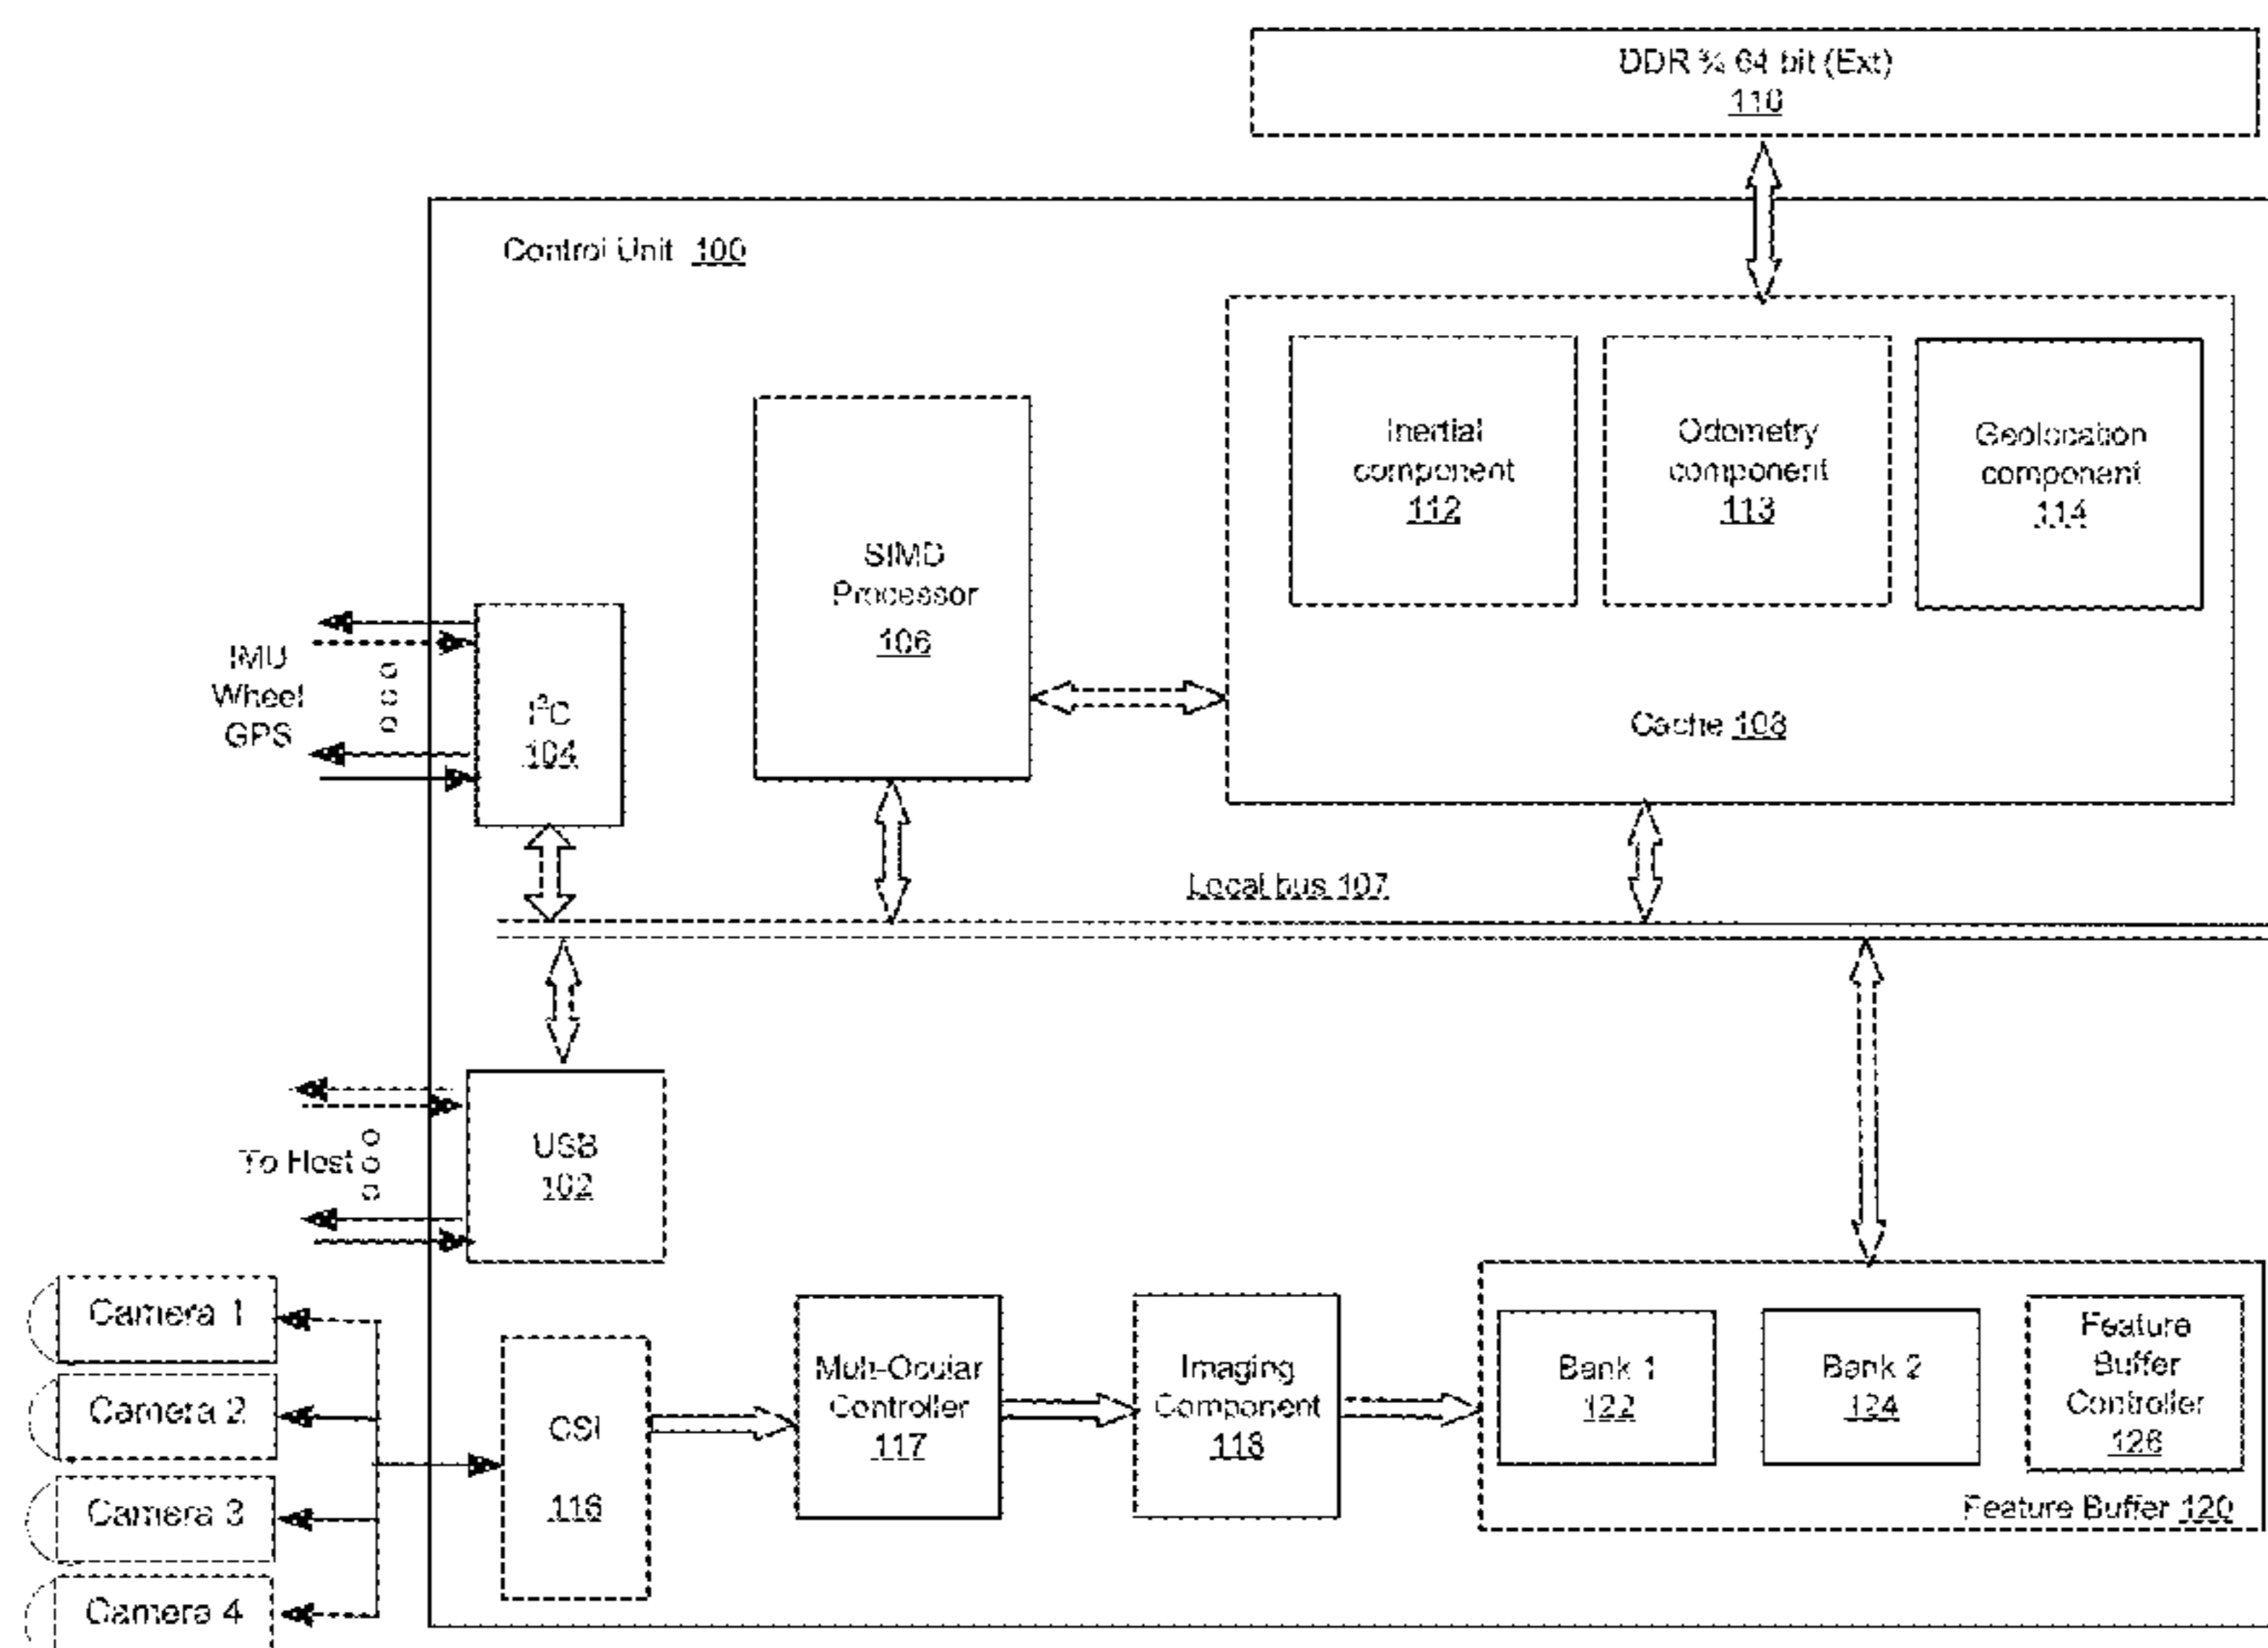 DDR ¾ 64 bit (Ext)
110
Control Unit 100
Inertial
component
112
Odometry
component
113
Geolocation
component
114
SIMD
Processor
106
Cache 108
IMU
Wheel
GPS
I²C
104
Local bus 107
To Host
USB
102
Camera 1
Camera 2
Camera 3
Camera 4
CSI
116
Mult-Ocular
Controller
117
Imaging
Component
118
Bank 1
122
Bank 2
124
Feature
Buffer
Controller
126
Feature Buffer 120